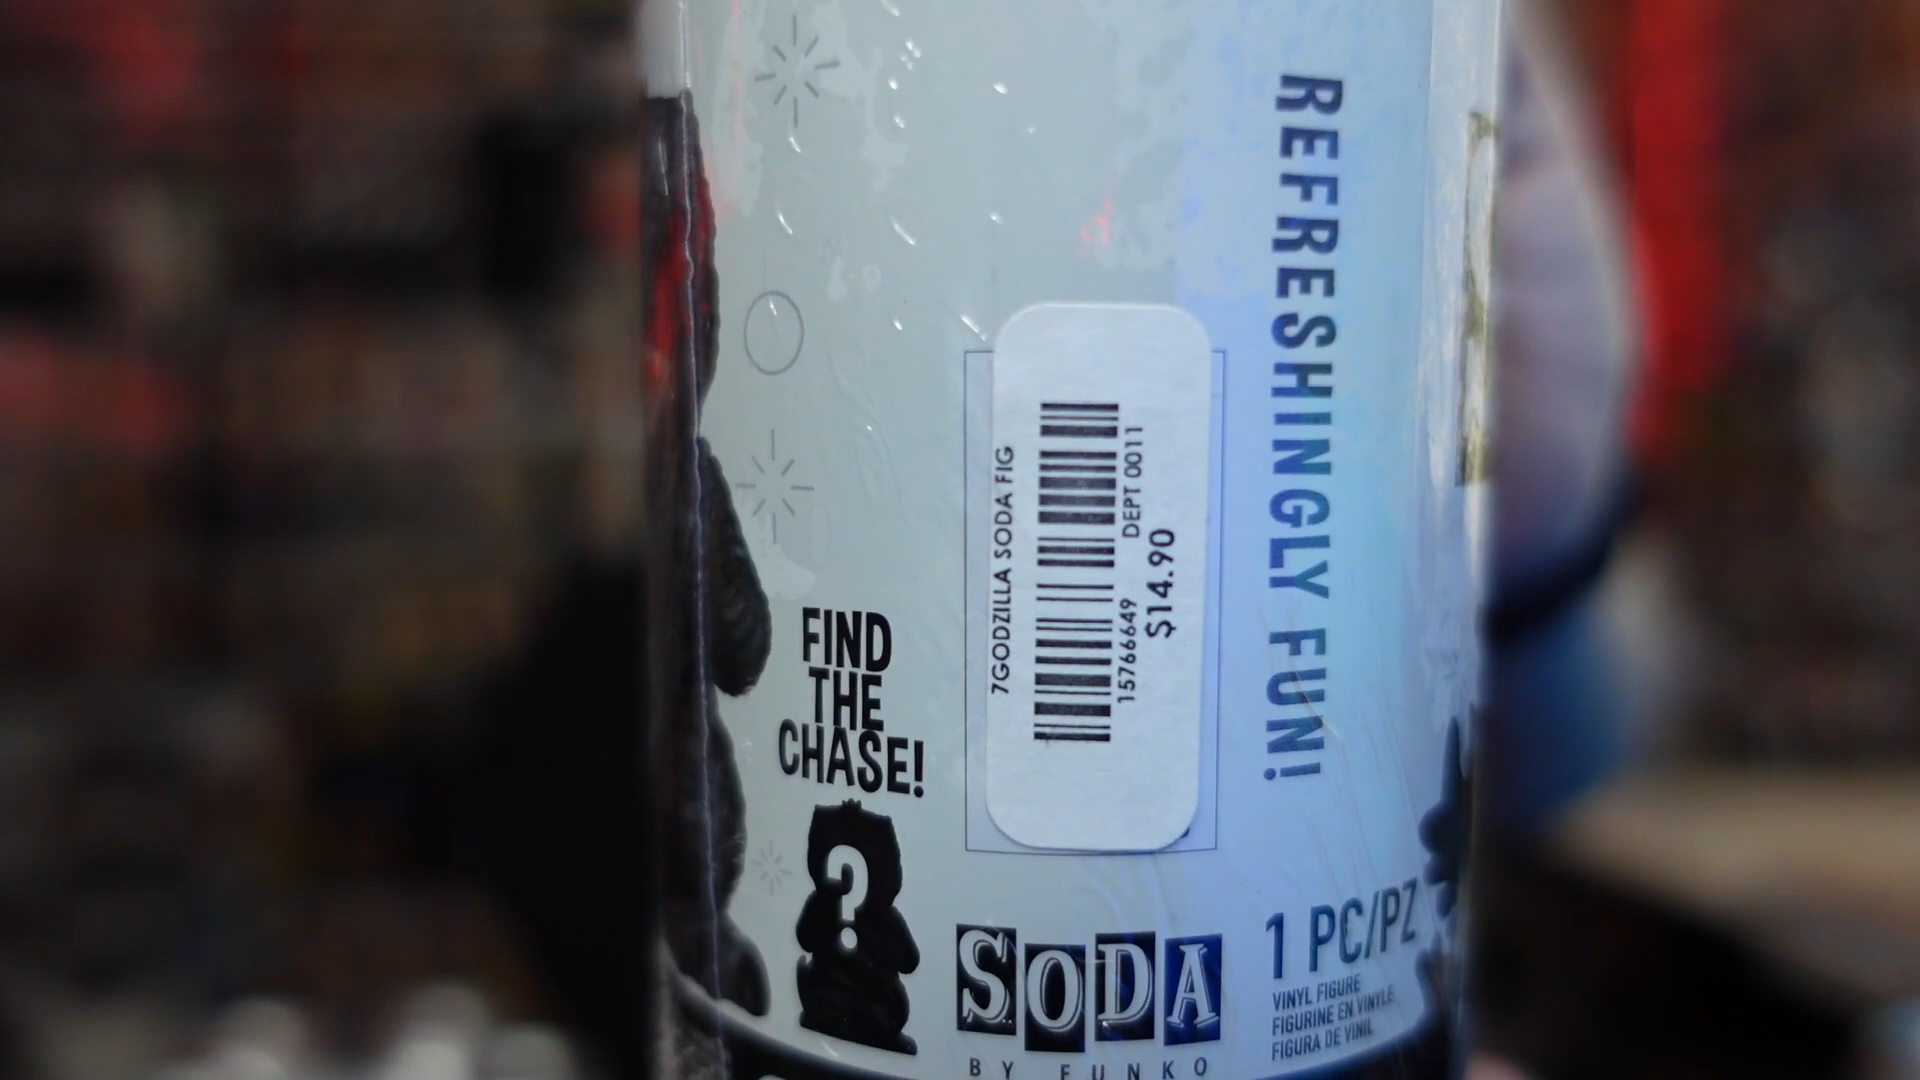 FIND
THE
CHASE!
?
7GODZILLA SODA FIG
15766649 DEPT 0011
$14.90
REFRESHINGLY FUN!
SODA
BY FUNKO
1 PC/PZ
VINYL FIGURE
FIGURINE EN VINYLE
FIGURA DE VINIL